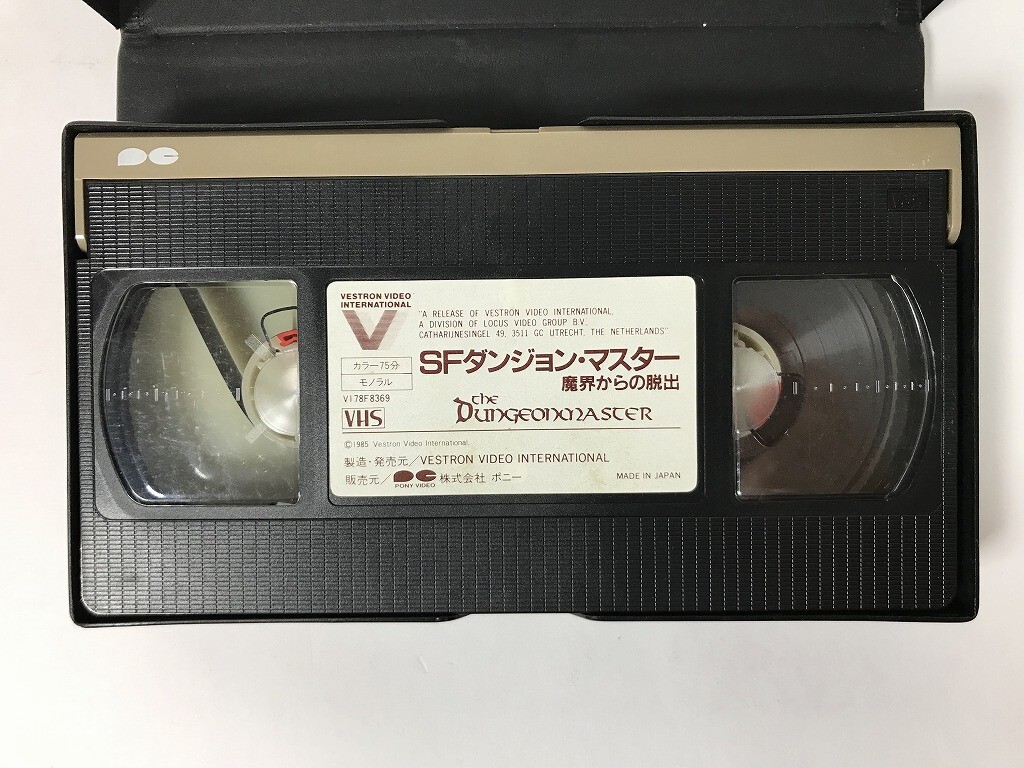 VESTRON VIDEO
INTERNATIONAL
V
"A RELEASE OF VESTRON VIDEO INTERNATIONAL,
A DIVISION OF LOCUS VIDEO GROUP B.V.,
CATHARIJNESINGEL 49, 3511 GC UTRECHT, THE NETHERLANDS"
カラー75分
モノラル
VI78F8369
VHS
SFダンジョン・マスター
魔界からの脱出
the
DUNGEONMASTER
©1985 Vestron Video International.
製造・発売元/VESTRON VIDEO INTERNATIONAL
販売元/PONY VIDEO 株式会社 ポニー
MADE IN JAPAN